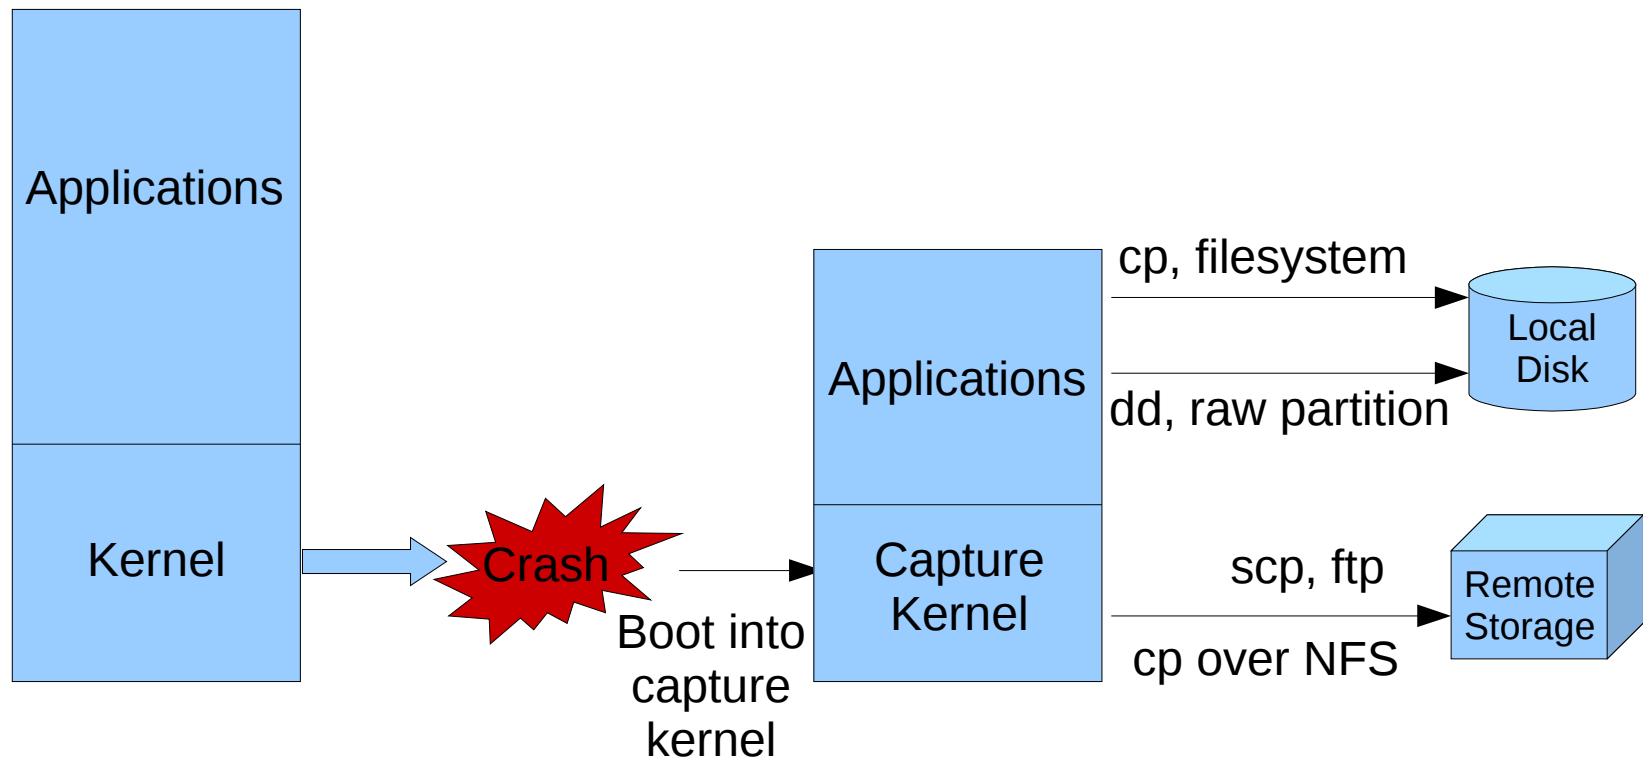 Applications
Kernel
Crash
Boot into
capture
kernel
Applications
Capture
Kernel
cp, filesystem
dd, raw partition
Local
Disk
scp, ftp
cp over NFS
Remote
Storage